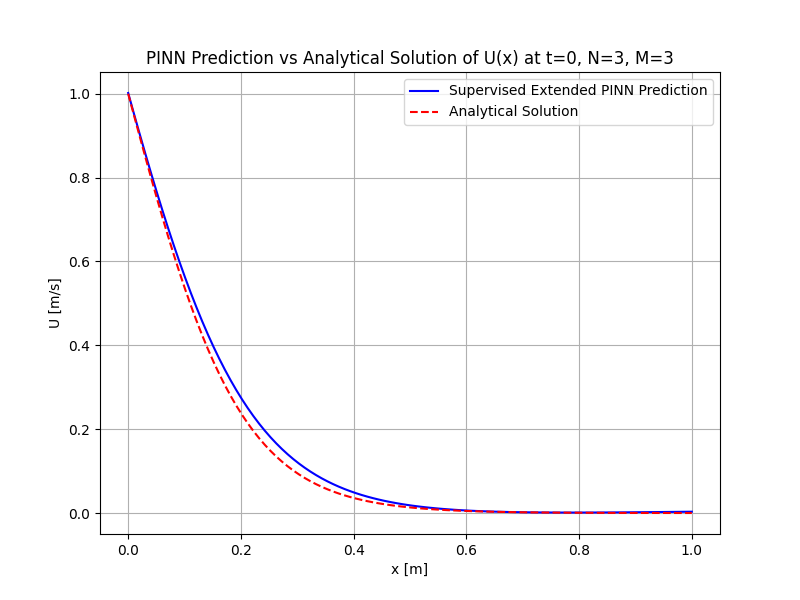 PINN Prediction vs Analytical Solution of U(x) at t=0, N=3, M=3
Supervised Extended PINN Prediction
Analytical Solution
U [m/s]
1.0
0.8
0.6
0.4
0.2
0.0
0.0 0.2 0.4 0.6 0.8 1.0
x [m]